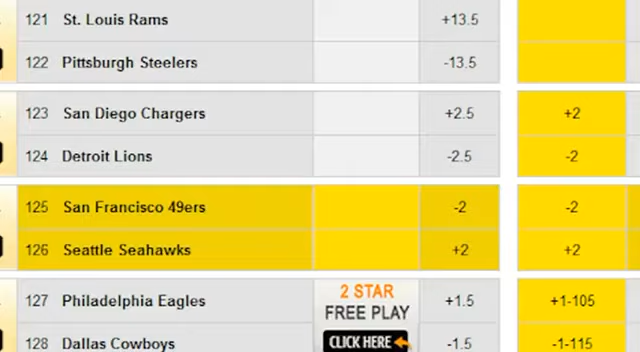 121 St. Louis Rams +13.5
122 Pittsburgh Steelers -13.5
123 San Diego Chargers +2.5 +2
124 Detroit Lions -2.5 -2
125 San Francisco 49ers -2 -2
126 Seattle Seahawks +2 +2
127 Philadelphia Eagles 2 STAR FREE PLAY +1.5 +1-105
128 Dallas Cowboys CLICK HERE -1.5 -1-115